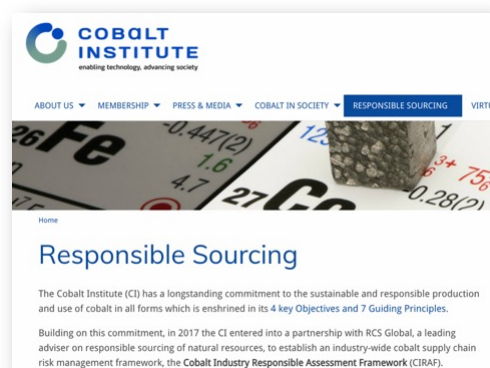 COBALT
INSTITUTE
enabling technology, advancing society
ABOUT US MEMBERSHIP PRESS & MEDIA COBALT IN SOCIETY RESPONSIBLE SOURCING VIRT
26Fe
-0.447(2)
1.6
4.7
27Co
3+
-0.28(2)
Home
Responsible Sourcing
The Cobalt Institute (CI) has a longstanding commitment to the sustainable and responsible production
and use of cobalt in all forms which is enshrined in its 4 key Objectives and 7 Guiding Principles.
Building on this commitment, in 2017 the CI entered into a partnership with RCS Global, a leading
adviser on responsible sourcing of natural resources, to establish an industry-wide cobalt supply chain
risk management framework, the Cobalt Industry Responsible Assessment Framework (CIRAF).